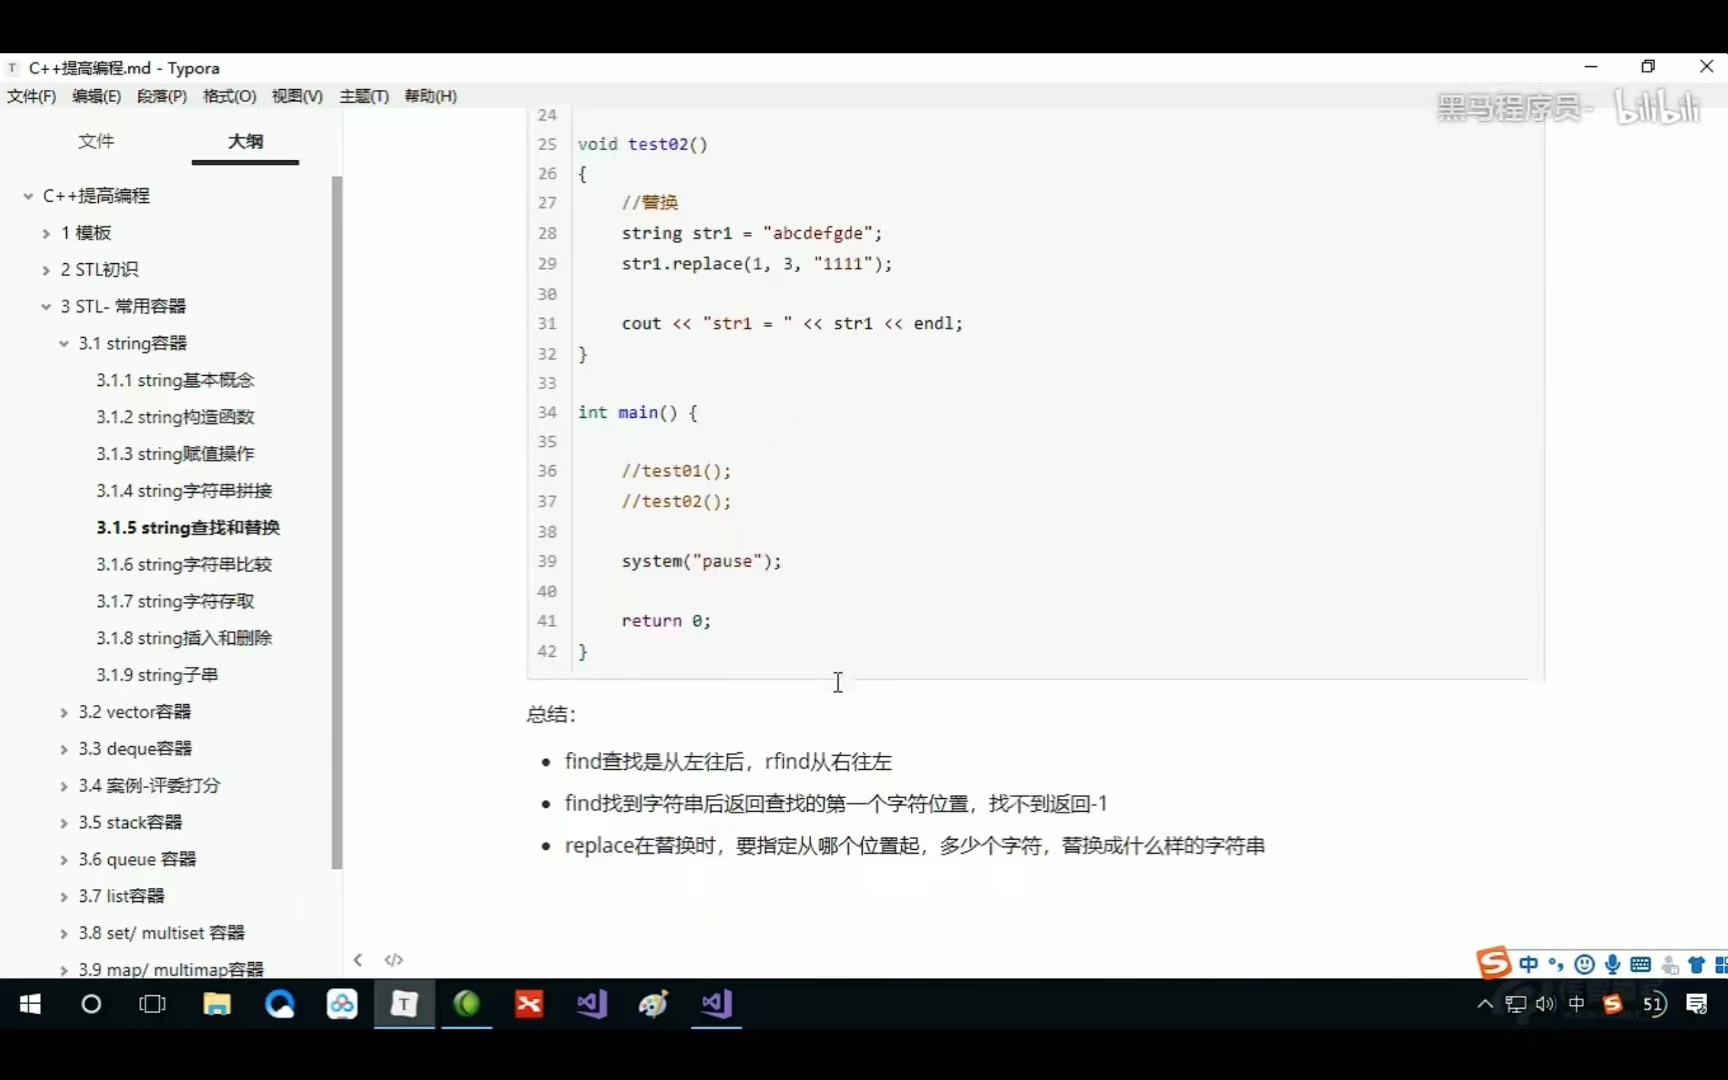 C++提高编程.md - Typora
文件(F) 编辑(E) 段落(P) 格式(O) 视图(V) 主题(T) 帮助(H)
黑马程序员- bilibili
文件 大纲
C++提高编程
1 模板
2 STL初识
3 STL- 常用容器
3.1 string容器
3.1.1 string基本概念
3.1.2 string构造函数
3.1.3 string赋值操作
3.1.4 string字符串拼接
3.1.5 string查找和替换
3.1.6 string字符串比较
3.1.7 string字符存取
3.1.8 string插入和删除
3.1.9 string子串
3.2 vector容器
3.3 deque容器
3.4 案例-评委打分
3.5 stack容器
3.6 queue 容器
3.7 list容器
3.8 set/ multiset 容器
3.9 map/ multimap容器
24
25 void test02()
26 {
27 //替换
28 string str1 = "abcdefgde";
29 str1.replace(1, 3, "1111");
30
31 cout << "str1 = " << str1 << endl;
32 }
33
34 int main() {
35
36 //test01();
37 //test02();
38
39 system("pause");
40
41 return 0;
42 }
总结：
find查找是从左往后，rfind从右往左
find找到字符串后返回查找的第一个字符位置，找不到返回-1
replace在替换时，要指定从哪个位置起，多少个字符，替换成什么样的字符串
中
中 51